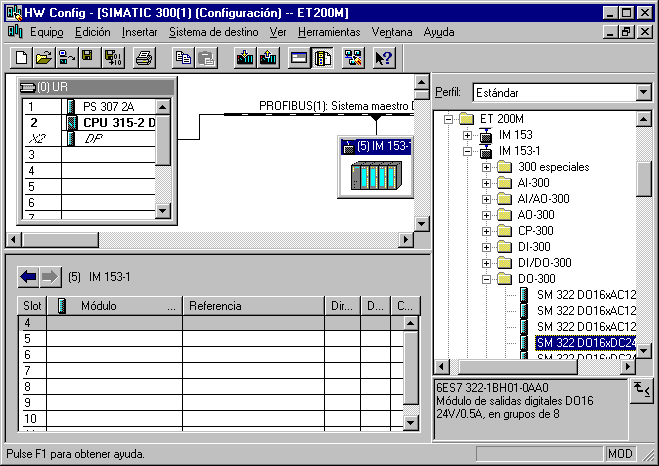 HW Config - [SIMATIC 300(1) (Configuración) -- ET200M]
Equipo Edición Insertar Sistema de destino Ver Herramientas Ventana Ayuda
(0) UR
1 PS 307 2A
2 CPU 315-2 D
X2 DP
3
4
5
6
7
PROFIBUS(1): Sistema maestro
(5) IM 153-1
Perfil: Estándar
ET 200M
IM 153
IM 153-1
300 especiales
AI-300
AI/AO-300
AO-300
CP-300
DI-300
DI/DO-300
DO-300
SM 322 DO16xAC12
SM 322 DO16xAC12
SM 322 DO16xAC12
SM 322 DO16xDC24
SM 322 DO16xDC24
(5) IM 153-1
Slot Módulo ... Referencia Dir... D... C...
4
5
6
7
8
9
10
6ES7 322-1BH01-0AA0
Módulo de salidas digitales DO16
24V/0.5A, en grupos de 8
Pulse F1 para obtener ayuda.
MOD